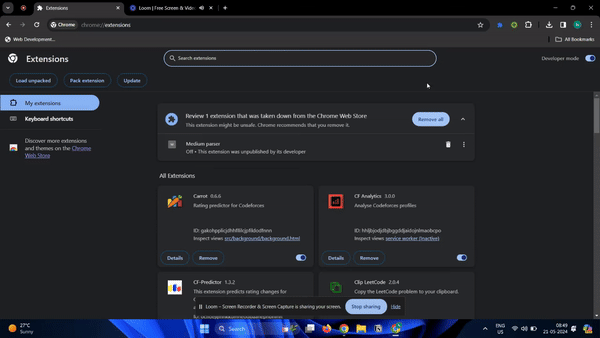 Extensions
Loom | Free Screen & Video
Chrome
chrome://extensions
Web Development...
All Bookmarks
Extensions
Search extensions
Developer mode
Load unpacked
Pack extension
Update
My extensions
Keyboard shortcuts
Discover more extensions
and themes on the Chrome
Web Store
Review 1 extension that was taken down from the Chrome Web Store
This extension might be unsafe. Chrome recommends that you remove it.
Remove all
Medium parser
Off • This extension was unpublished by its developer
All Extensions
Carrot 0.6.6
Rating predictor for Codeforces
Inspect views src/background/background.html
Details
Remove
CF Analytics 3.0.0
Analyse Codeforces profiles
Inspect views service worker (Inactive)
Details
Remove
CF-Predictor 1.3.2
This extension predicts rating changes for
Clip LeetCode 2.0.4
Copy the LeetCode problem to your clipboard.
Loom – Screen Recorder & Screen Capture is sharing your screen.
Stop sharing
Hide
27°C
Sunny
Search
ENG
US
08:49
21-05-2024